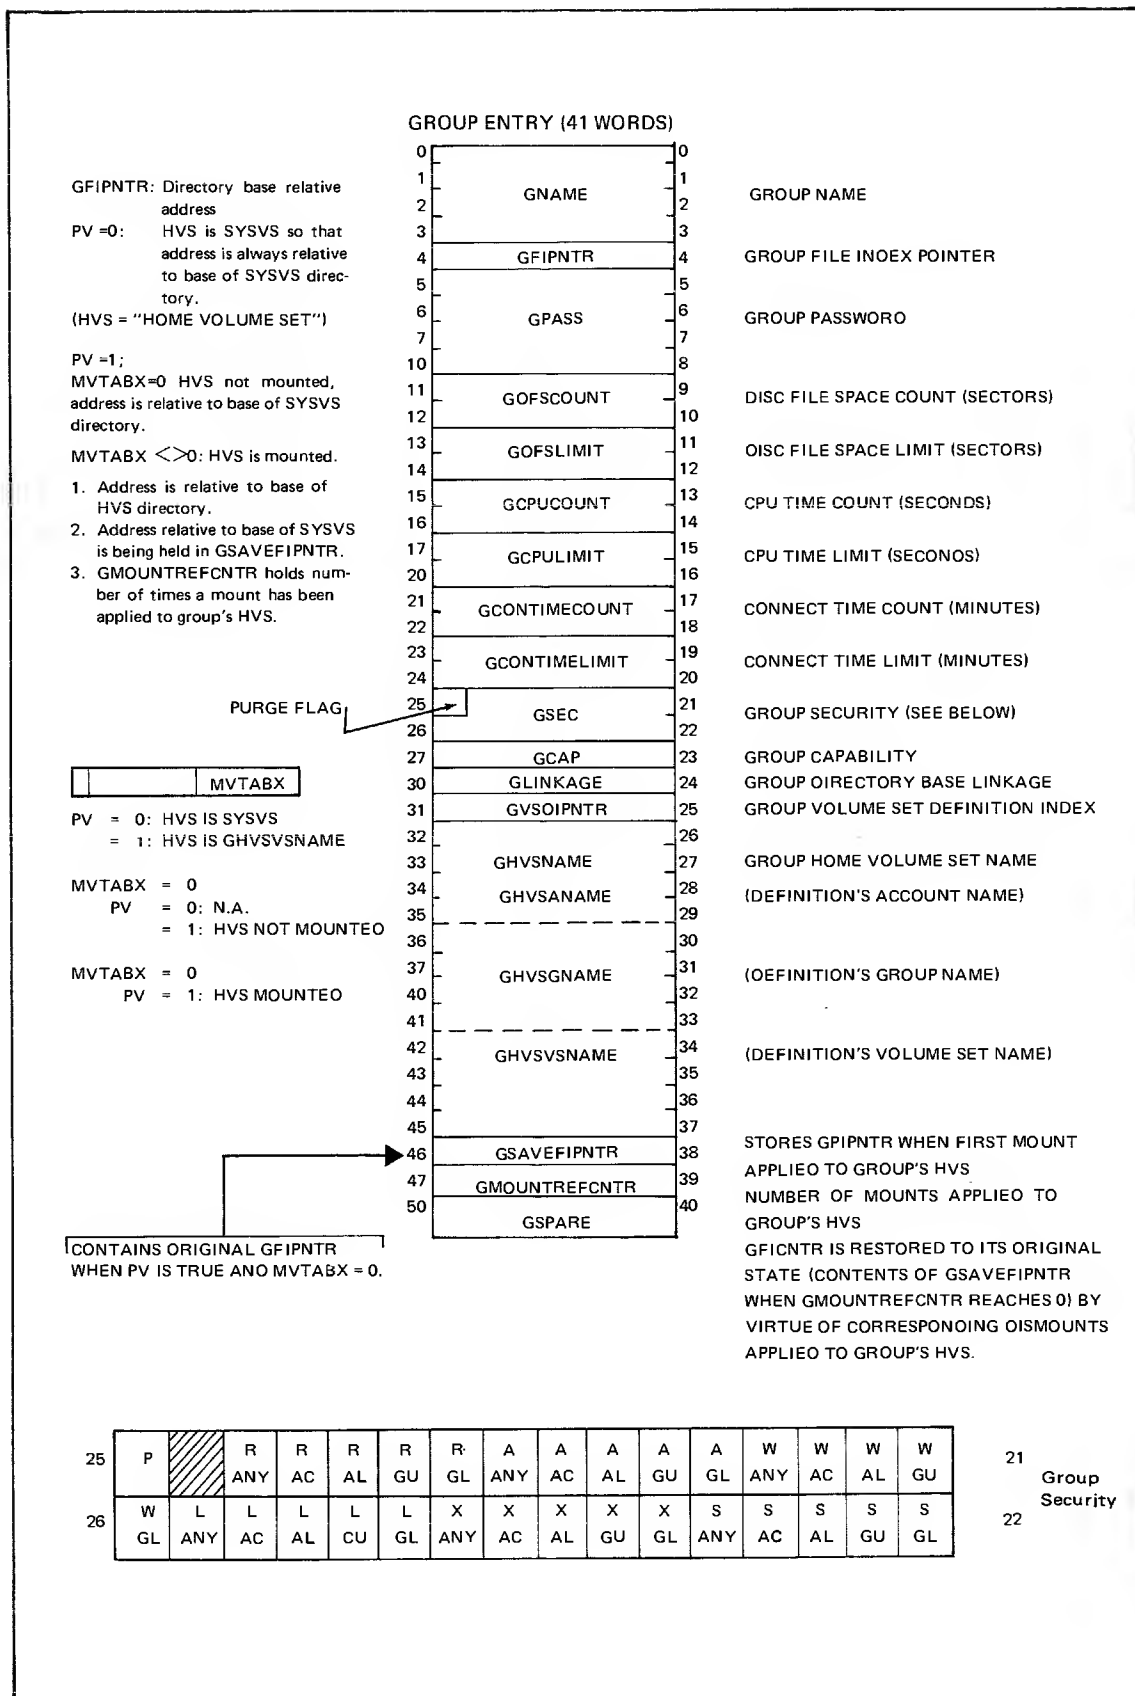 GROUP ENTRY (41 WORDS)
GFIPNTR: Directory base relative
address
PV =0: HVS is SYSVS so that
address is always relative
to base of SYSVS direc-
tory.
(HVS = "HOME VOLUME SET")
PV =1;
MVTABX=0 HVS not mounted,
address is relative to base of SYSVS
directory.
MVTABX <>0: HVS is mounted.
1. Address is relative to base of
HVS directory.
2. Address relative to base of SYSVS
is being held in GSAVEFIPNTR.
3. GMOUNTREFCNTR holds num-
ber of times a mount has been
applied to group's HVS.
PURGE FLAG
MVTABX
PV = 0: HVS IS SYSVS
= 1: HVS IS GHVSVSNAME
MVTABX = 0
PV = 0: N.A.
= 1: HVS NOT MOUNTEO
MVTABX = 0
PV = 1: HVS MOUNTEO
CONTAINS ORIGINAL GFIPNTR
WHEN PV IS TRUE ANO MVTABX = 0.
0 0
1 1
GNAME GROUP NAME
2 2
3 3
4 GFIPNTR 4 GROUP FILE INOEX POINTER
5 5
6 GPASS 6 GROUP PASSWORO
7 7
10 8
11 GOFSCOUNT 9 DISC FILE SPACE COUNT (SECTORS)
12 10
13 GOFSLIMIT 11 OISC FILE SPACE LIMIT (SECTORS)
14 12
15 GCPUCOUNT 13 CPU TIME COUNT (SECONDS)
16 14
17 GCPULIMIT 15 CPU TIME LIMIT (SECONOS)
20 16
21 GCONTIMECOUNT 17 CONNECT TIME COUNT (MINUTES)
22 18
23 GCONTIMELIMIT 19 CONNECT TIME LIMIT (MINUTES)
24 20
25 GSEC 21 GROUP SECURITY (SEE BELOW)
26 22
27 GCAP 23 GROUP CAPABILITY
30 GLINKAGE 24 GROUP OIRECTORY BASE LINKAGE
31 GVSOIPNTR 25 GROUP VOLUME SET DEFINITION INDEX
32 26
33 GHVSNAME 27 GROUP HOME VOLUME SET NAME
34 GHVSANAME 28 (DEFINITION'S ACCOUNT NAME)
35 29
36 30
37 GHVSGNAME 31 (OEFINITION'S GROUP NAME)
40 32
41 33
42 GHVSVSNAME 34 (DEFINITION'S VOLUME SET NAME)
43 35
44 36
45 37
46 GSAVEFIPNTR 38 STORES GPIPNTR WHEN FIRST MOUNT
APPLIEO TO GROUP'S HVS
47 GMOUNTREFCNTR 39 NUMBER OF MOUNTS APPLIEO TO
GROUP'S HVS
50 GSPARE 40
GFICNTR IS RESTORED TO ITS ORIGINAL
STATE (CONTENTS OF GSAVEFIPNTR
WHEN GMOUNTREFCNTR REACHES 0) BY
VIRTUE OF CORRESPONOING OISMOUNTS
APPLIEO TO GROUP'S HVS.
25 P R R R R R A A A A A W W W W 21
ANY AC AL GU GL ANY AC AL GU GL ANY AC AL GU
Group
Security
26 W L L L L L X X X X X S S S S S 22
GL ANY AC AL CU GL ANY AC AL GU GL ANY AC AL GU GL